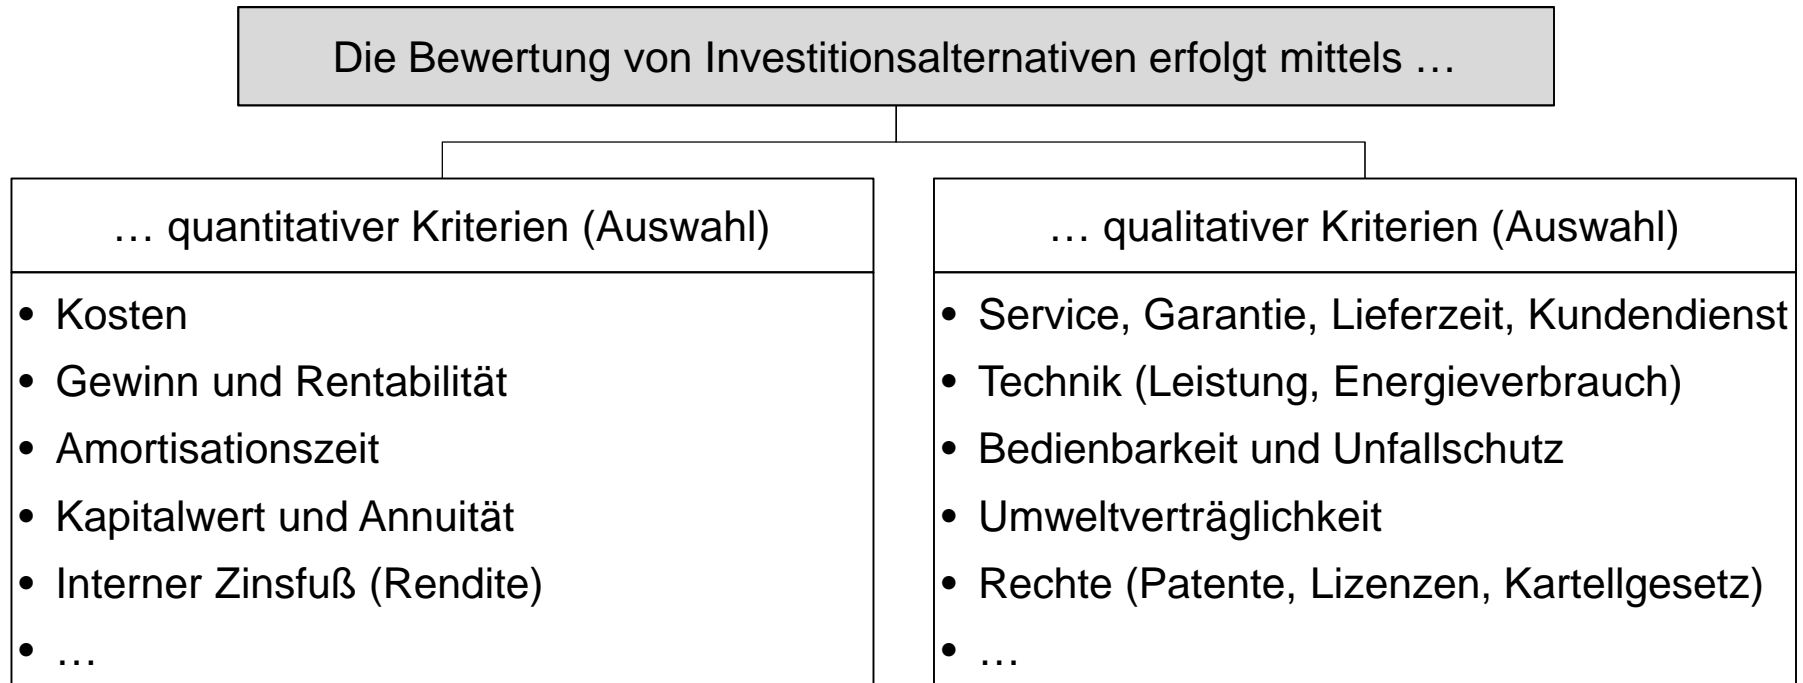 Die Bewertung von Investitionsalternativen erfolgt mittels …
… quantitativer Kriterien (Auswahl)
• Kosten
• Gewinn und Rentabilität
• Amortisationszeit
• Kapitalwert und Annuität
• Interner Zinsfuß (Rendite)
• …
… qualitativer Kriterien (Auswahl)
• Service, Garantie, Lieferzeit, Kundendienst
• Technik (Leistung, Energieverbrauch)
• Bedienbarkeit und Unfallschutz
• Umweltverträglichkeit
• Rechte (Patente, Lizenzen, Kartellgesetz)
• …